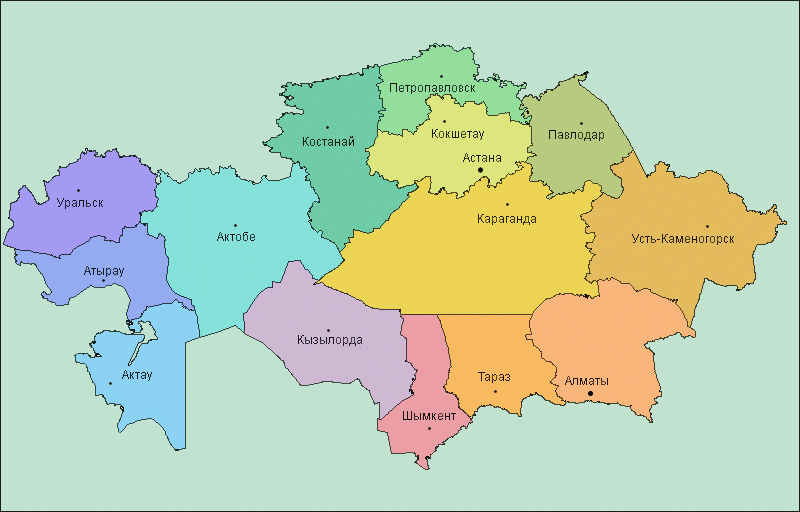 Петропавловск
Костанай
Кокшетау
Павлодар
Астана
Уральск
Караганда
Актобе
Усть-Каменогорск
Атырау
Кызылорда
Актау
Тараз
Алматы
Шымкент